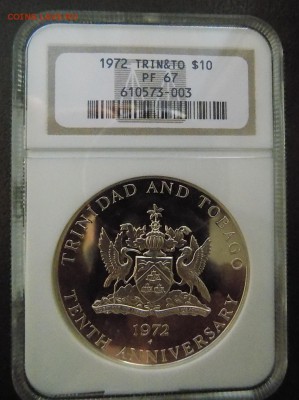 1972 TRIN&TO $10
PF 67
610573-003
TRINIDAD AND TOBAGO
1972
TENTH ANNIVERSARY